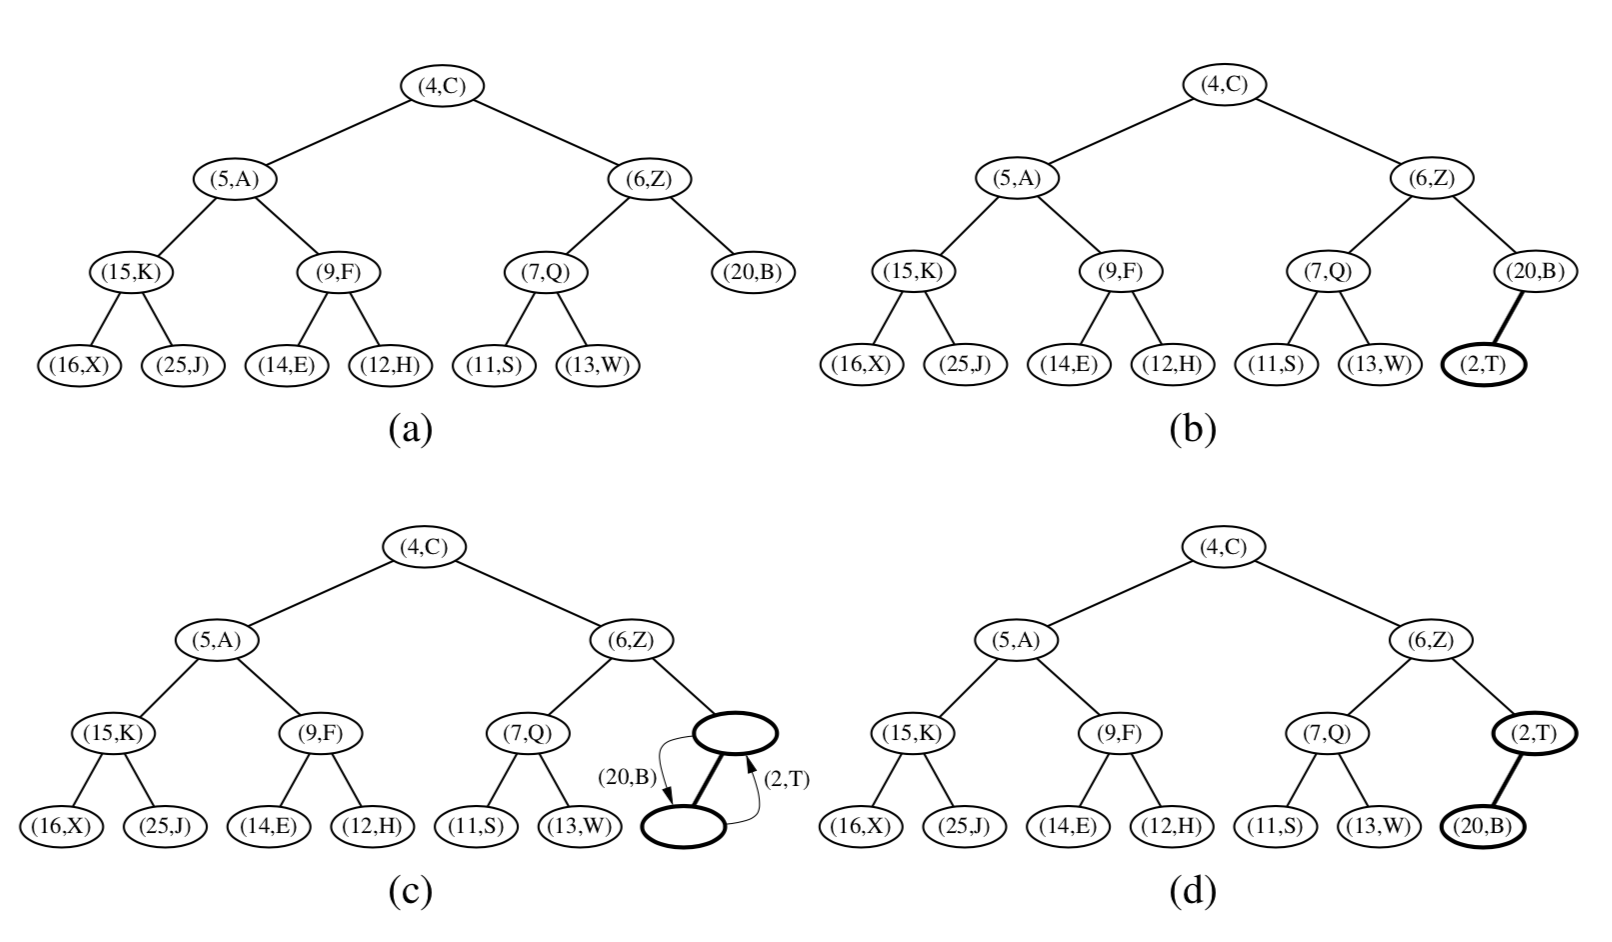 (4,C) (4,C)
(5,A) (6,Z) (5,A) (6,Z)
(15,K) (9,F) (7,Q) (20,B) (15,K) (9,F) (7,Q) (20,B)
(16,X) (25,J) (14,E) (12,H) (11,S) (13,W) (16,X) (25,J) (14,E) (12,H) (11,S) (13,W) (2,T)
(a) (b)
(4,C) (4,C)
(5,A) (6,Z) (5,A) (6,Z)
(15,K) (9,F) (7,Q) (15,K) (9,F) (7,Q) (2,T)
(20,B) (2,T)
(16,X) (25,J) (14,E) (12,H) (11,S) (13,W) (16,X) (25,J) (14,E) (12,H) (11,S) (13,W) (20,B)
(c) (d)